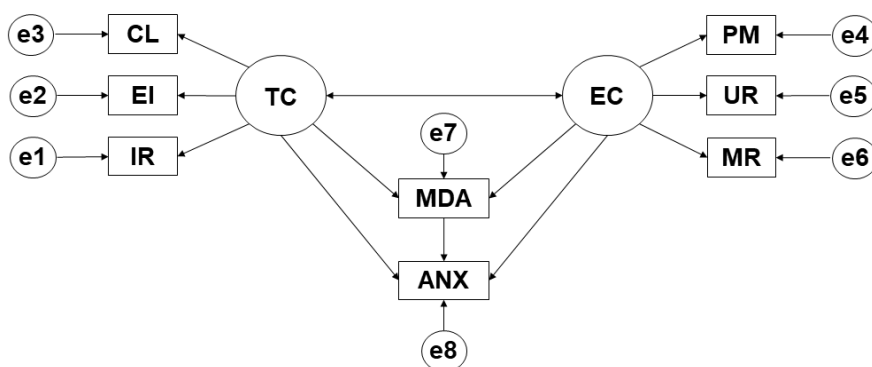 e3 CL PM e4
TC EC
e2 EI UR e5
e7
e1 IR MR e6
MDA
ANX
e8